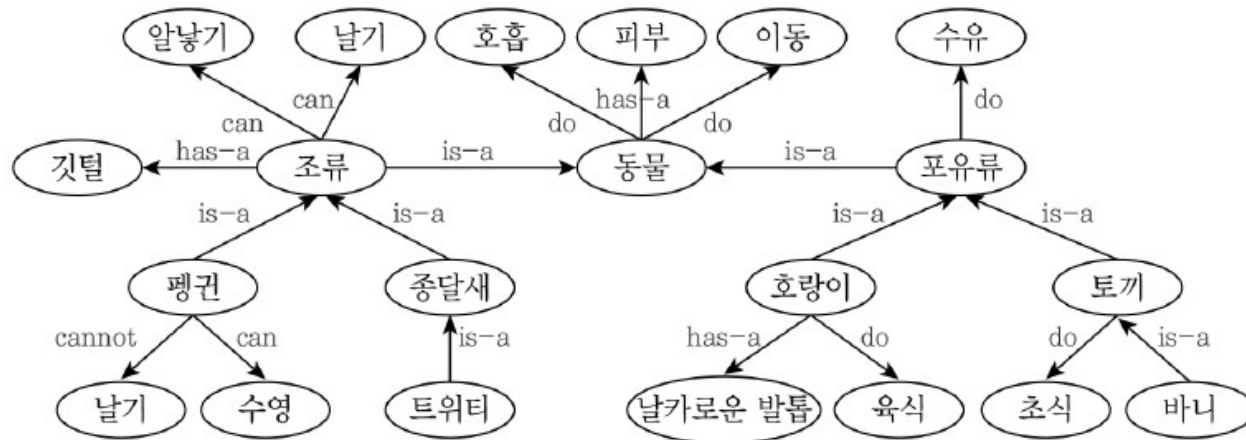 알낳기 날기 호흡 피부 이동 수유
can can do has-a do do
깃털 has-a 조류 is-a 동물 is-a 포유류
is-a is-a is-a is-a
펭귄 종달새 호랑이 토끼
cannot can is-a has-a do do is-a
날기 수영 트위티 날카로운 발톱 육식 초식 바니